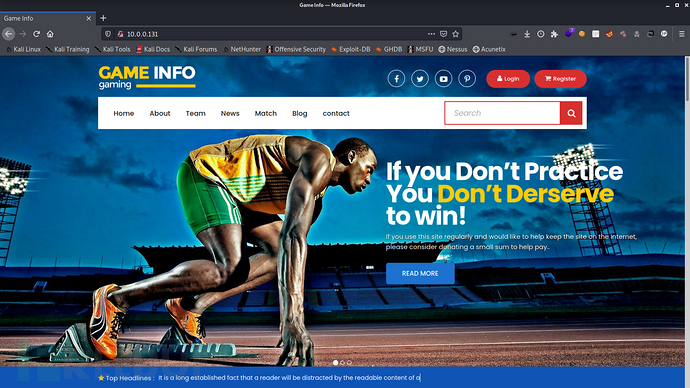 Game Info — Mozilla Firefox
Game Info
10.0.0.131
Kali Linux Kali Training Kali Tools Kali Docs Kali Forums NetHunter Offensive Security Exploit-DB GHDB MSFU Nessus Acunetix
GAME INFO
gaming
Login
Register
Home About Team News Match Blog contact
Search
If you Don't Practice
You Don't Derserve
to win!
If you use this site regularly and would like to help keep the site on the Internet,
please consider donating a small sum to help pay..
READ MORE
Top Headlines : It is a long established fact that a reader will be distracted by the readable content of a